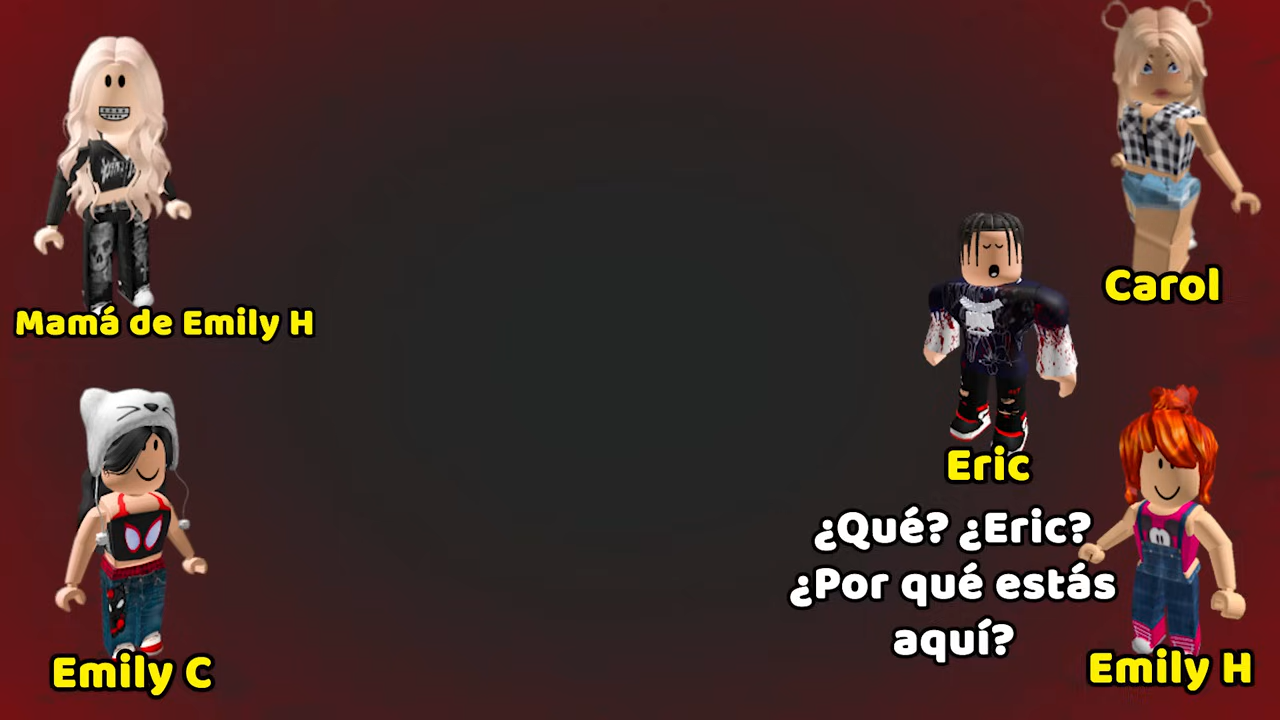 Mamá de Emily H
Carol
Eric
¿Qué? ¿Eric?
¿Por qué estás
aquí?
Emily C
Emily H